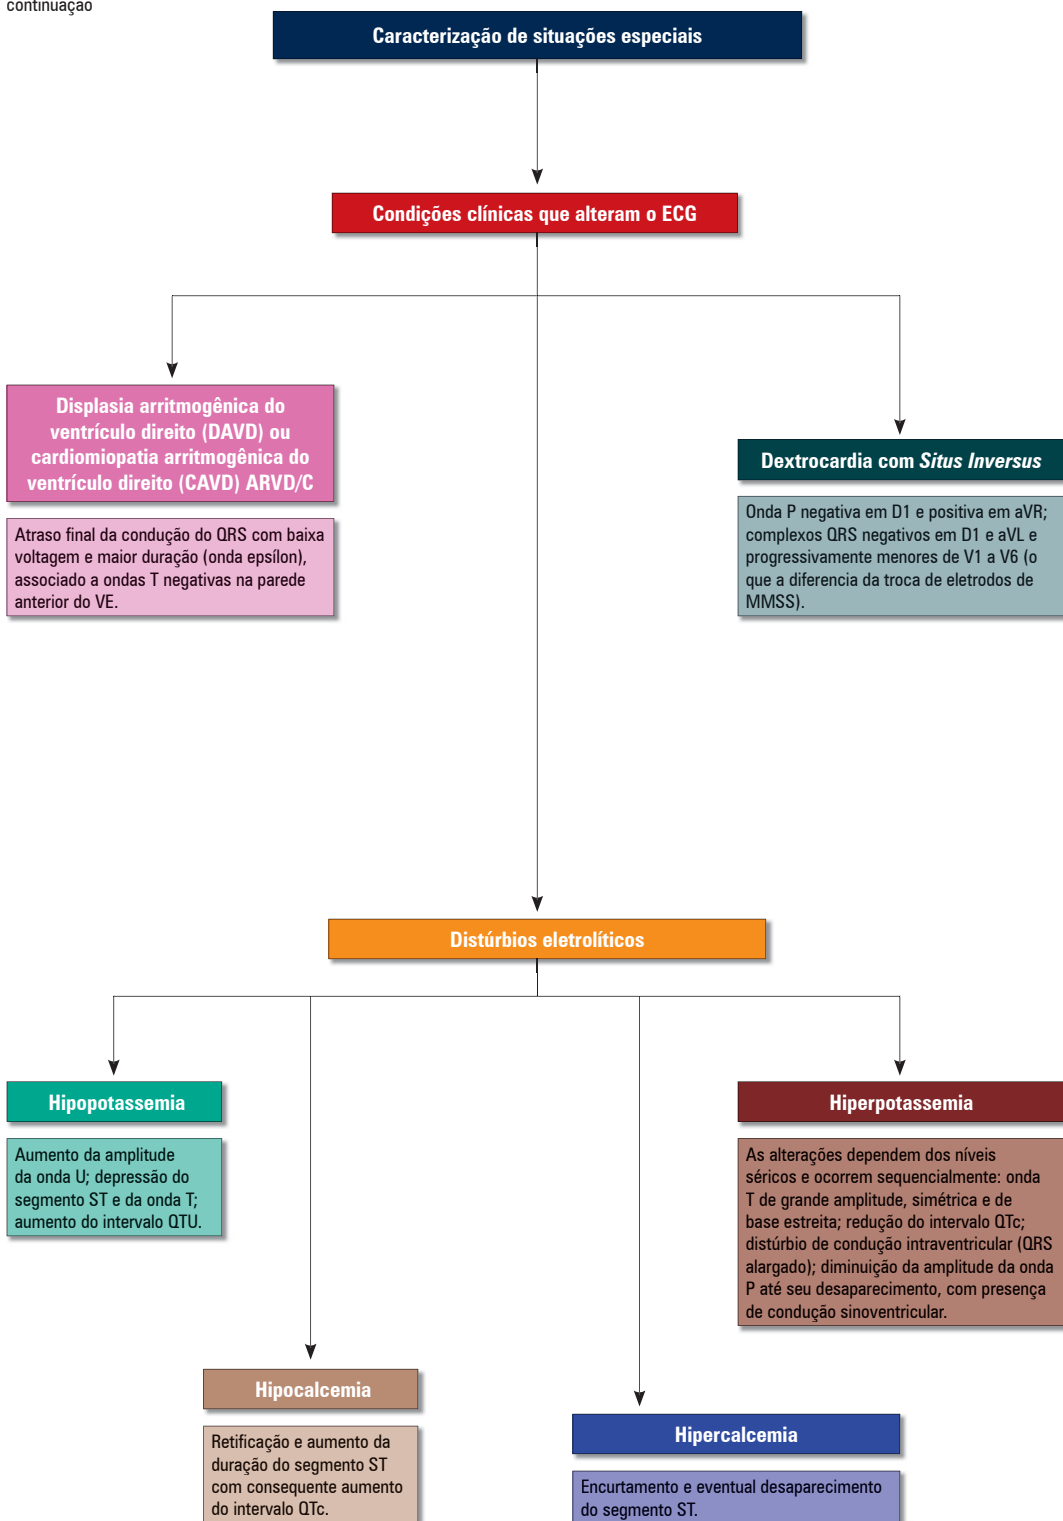 continuação
Caracterização de situações especiais
Condições clínicas que alteram o ECG
Displasia arritmogênica do
ventrículo direito (DAVD) ou
cardiomiopatia arritmogênica do
ventrículo direito (CAVD) ARVD/C
Atraso final da condução do QRS com baixa
voltagem e maior duração (onda epsílon),
associado a ondas T negativas na parede
anterior do VE.
Dextrocardia com Situs Inversus
Onda P negativa em D1 e positiva em aVR;
complexos QRS negativos em D1 e aVL e
progressivamente menores de V1 a V6 (o
que a diferencia da troca de eletrodos de
MMSS).
Distúrbios eletrolíticos
Hipopotassemia
Aumento da amplitude
da onda U; depressão do
segmento ST e da onda T;
aumento do intervalo QTU.
Hiperpotassemia
As alterações dependem dos níveis
séricos e ocorrem sequencialmente: onda
T de grande amplitude, simétrica e de
base estreita; redução do intervalo QTc;
distúrbio de condução intraventricular (QRS
alargado); diminuição da amplitude da onda
P até seu desaparecimento, com presença
de condução sinoventricular.
Hipocalcemia
Retificação e aumento da
duração do segmento ST
com consequente aumento
do intervalo QTc.
Hipercalcemia
Encurtamento e eventual desaparecimento
do segmento ST.